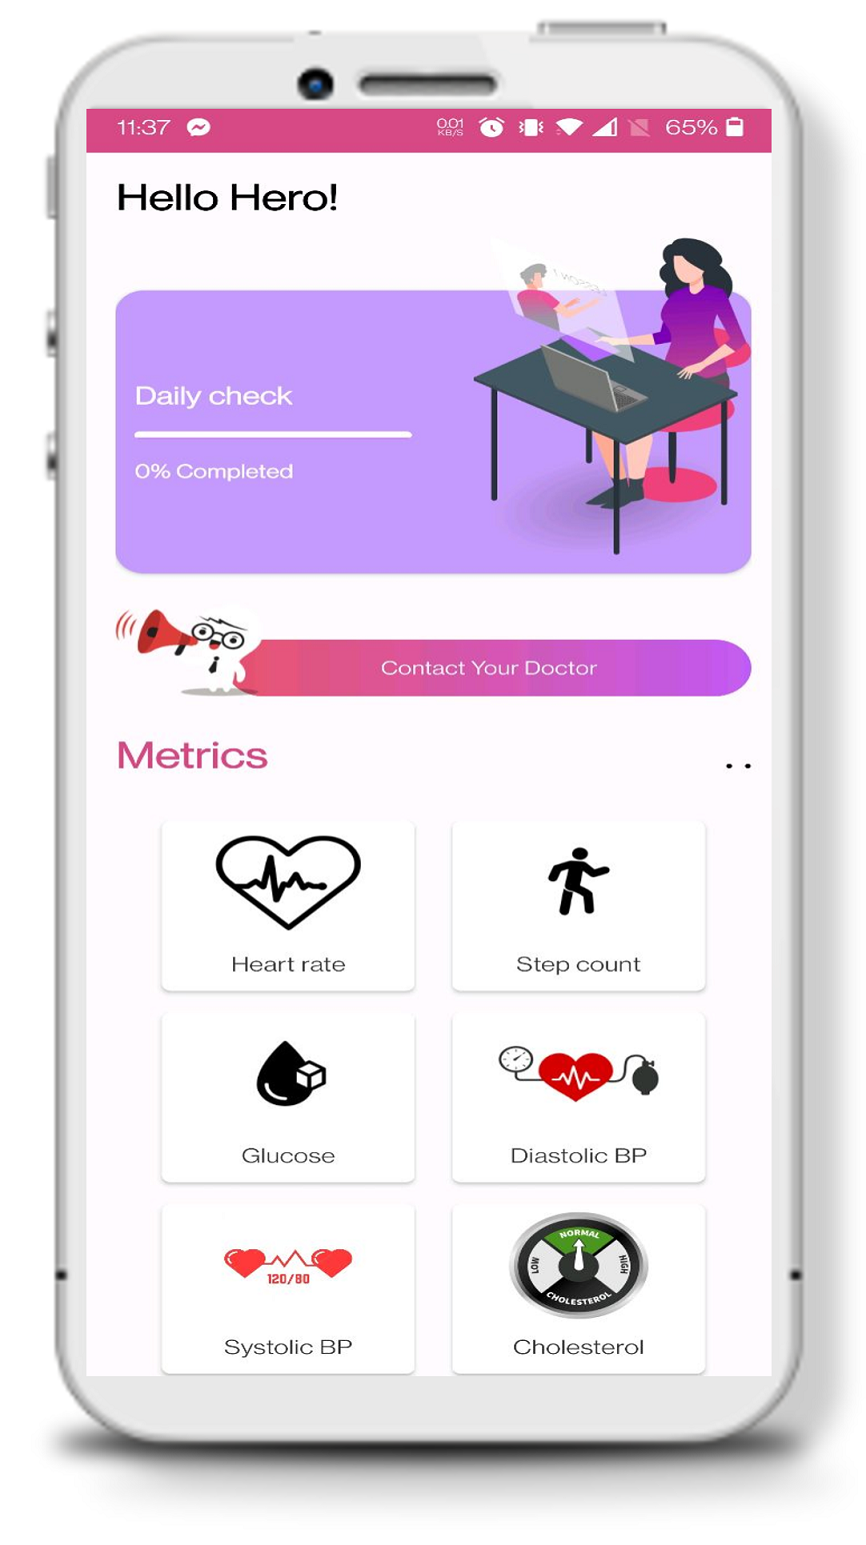 11:37 0.01 KB/S 65%
Hello Hero!
Daily check
0% Completed
Contact Your Doctor
Metrics
. .
Heart rate Step count
Glucose Diastolic BP
120/80
NORMAL
LOW HIGH
CHOLESTEROL
Systolic BP Cholesterol